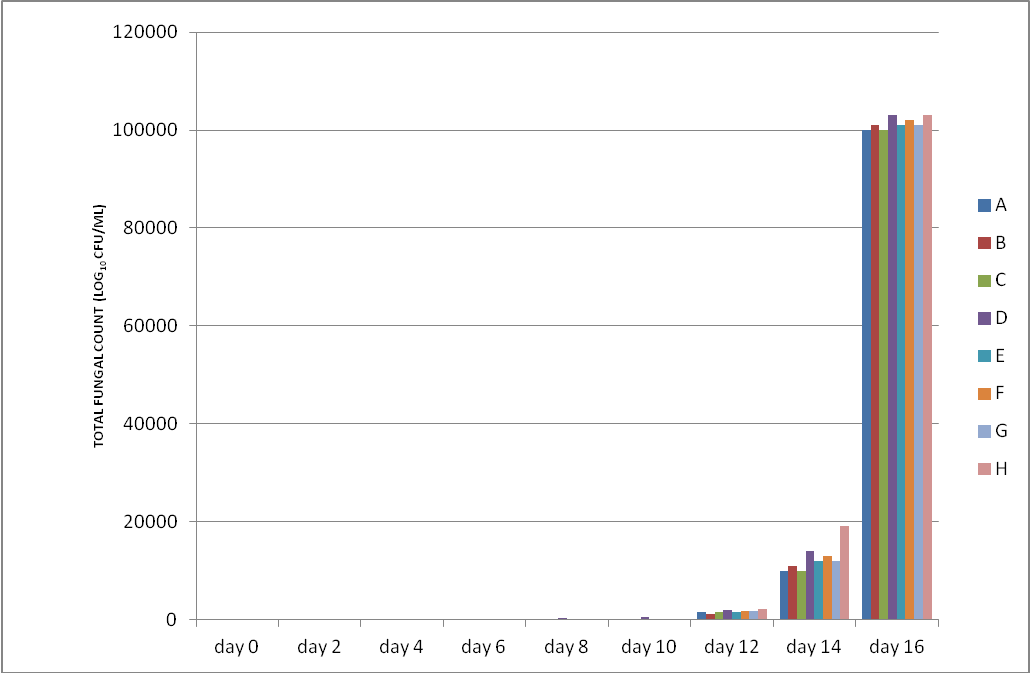 TOTAL FUNGAL COUNT (LOG10 CFU/ML)
120000
100000
80000
60000
40000
20000
0
day 0 day 2 day 4 day 6 day 8 day 10 day 12 day 14 day 16
A
B
C
D
E
F
G
H